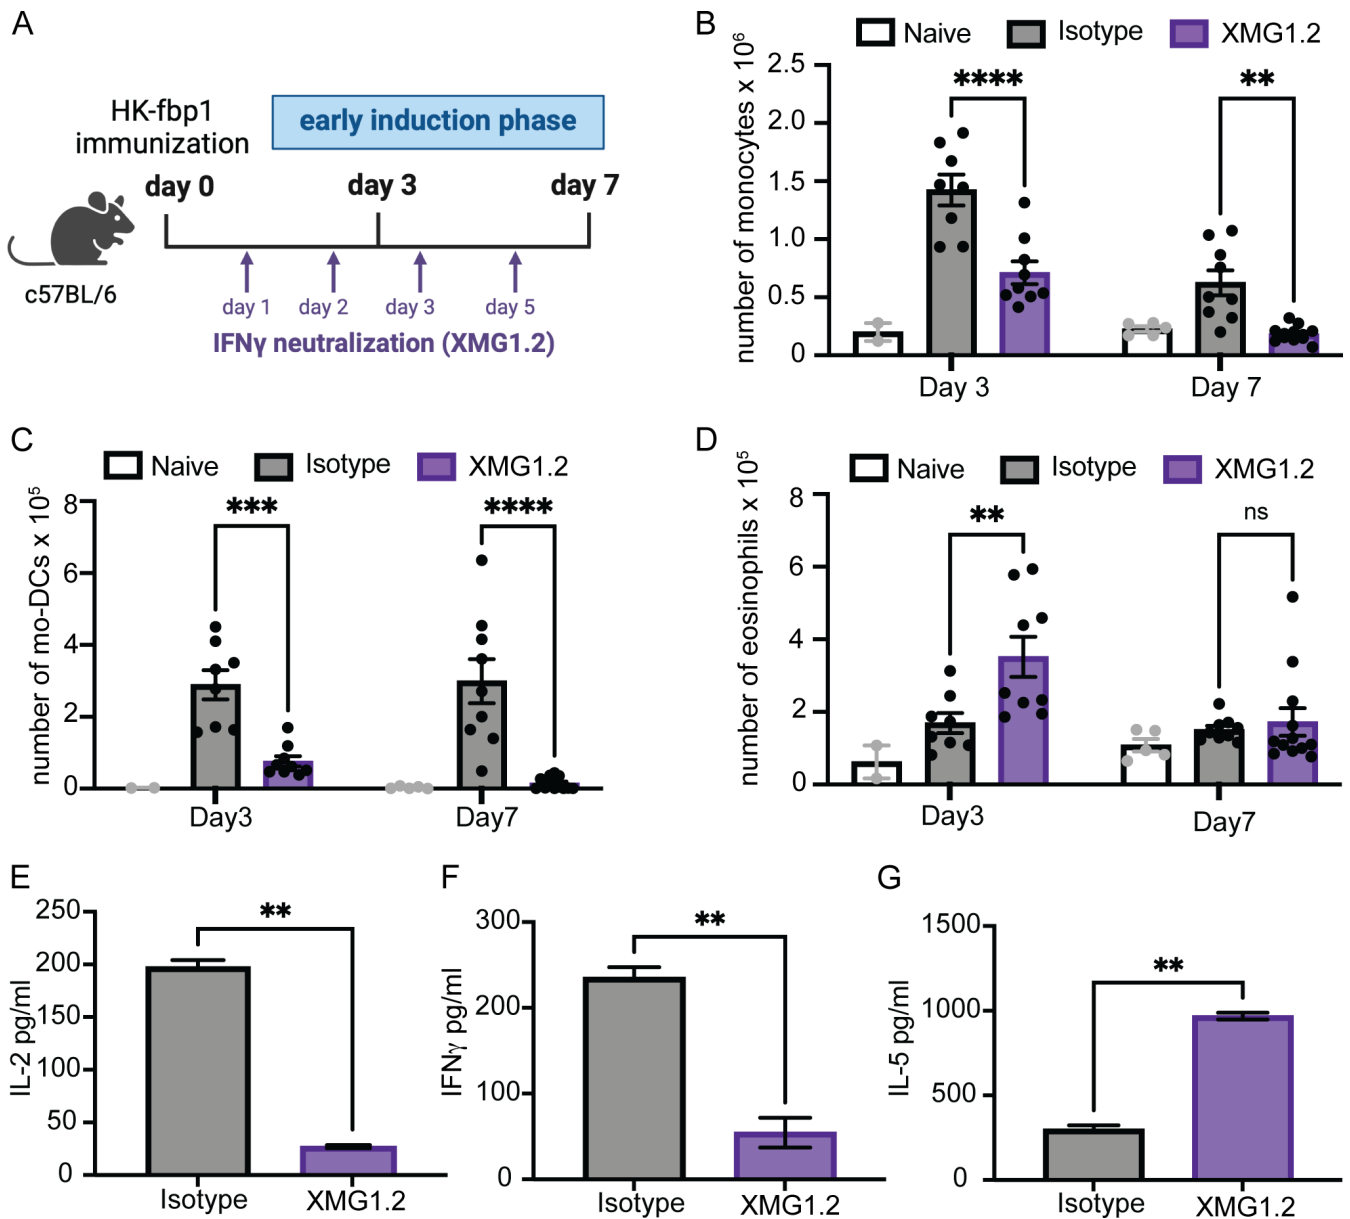 A
HK-fbp1
immunization
early induction phase
day 0
day 3
day 7
c57BL/6
day 1
day 2
day 3
day 5
IFNγ neutralization (XMG1.2)
B
Naive
Isotype
XMG1.2
number of monocytes x 10⁶
2.5
2.0
1.5
1.0
0.5
0
****
**
Day 3
Day 7
C
Naive
Isotype
XMG1.2
number of mo-DCs x 10⁵
8
6
4
2
0
***
****
Day3
Day7
D
Naive
Isotype
XMG1.2
number of eosinophils x 10⁵
8
6
4
2
0
**
ns
Day3
Day7
E
IL-2 pg/ml
250
200
150
100
50
0
**
Isotype
XMG1.2
F
IFNγ pg/ml
300
200
100
0
**
Isotype
XMG1.2
G
IL-5 pg/ml
1500
1000
500
0
**
Isotype
XMG1.2